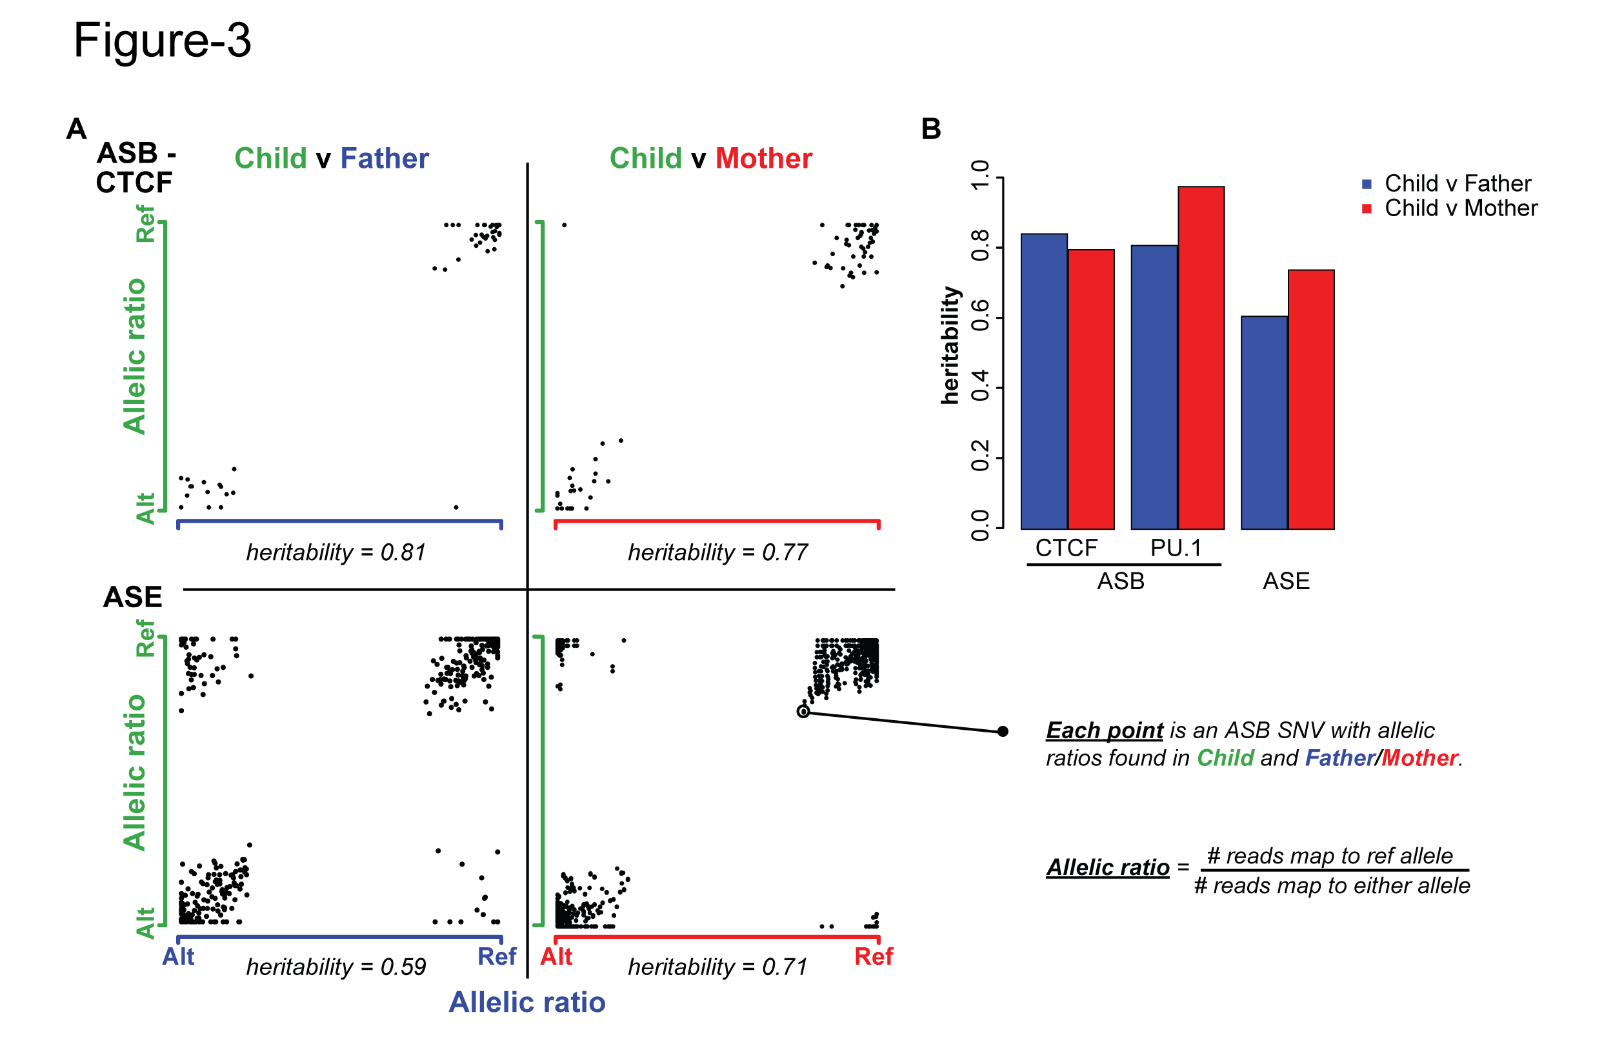 Figure-3
A
ASB -
CTCF
Child v Father
Child v Mother
Ref
Allelic ratio
Alt
heritability = 0.81
heritability = 0.77
ASE
Ref
Allelic ratio
Alt
Alt
Ref
Alt
Ref
heritability = 0.59
heritability = 0.71
Allelic ratio
B
1.0
0.8
0.6
0.4
0.2
0.0
heritability
CTCF
PU.1
ASB
ASE
Child v Father
Child v Mother
Each point is an ASB SNV with allelic
ratios found in Child and Father/Mother.
Allelic ratio = # reads map to ref allele
# reads map to either allele